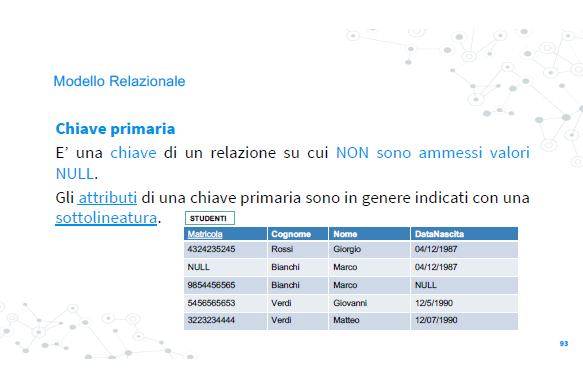 Modello Relazionale
Chiave primaria
E' una chiave di un relazione su cui NON sono ammessi valori
NULL.
Gli attributi di una chiave primaria sono in genere indicati con una
sottolineatura.
STUDENTI
Matricola Cognome Nome DataNascita
4324235245 Rossi Giorgio 04/12/1987
NULL Bianchi Marco 04/12/1987
9854456565 Bianchi Marco NULL
5456565653 Verdi Giovanni 12/5/1990
3223234444 Verdi Matteo 12/07/1990
93